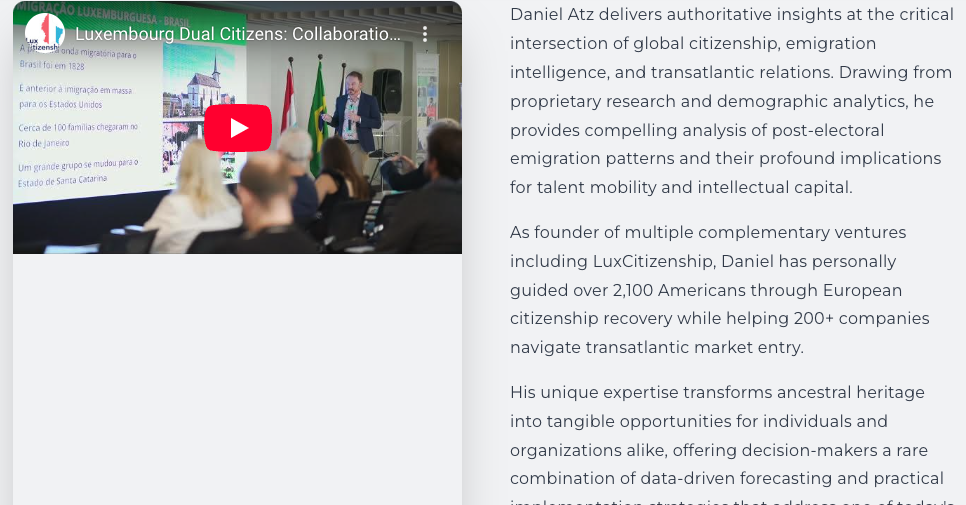 MIGRAÇÃO LUXEMBURGUESA - BRASIL
Lux
Citizenship
Luxembourg Dual Citizens: Collaboratio...
onda migratória para o
Brasil foi em 1828
É anterior à imigração em massa
para os Estados Unidos
Cerca de 100 famílias chegaram no
Rio de Janeiro
Um grande grupo se mudou para o
Estado de Santa Catarina
Daniel Atz delivers authoritative insights at the critical
intersection of global citizenship, emigration
intelligence, and transatlantic relations. Drawing from
proprietary research and demographic analytics, he
provides compelling analysis of post-electoral
emigration patterns and their profound implications
for talent mobility and intellectual capital.
As founder of multiple complementary ventures
including LuxCitizenship, Daniel has personally
guided over 2,100 Americans through European
citizenship recovery while helping 200+ companies
navigate transatlantic market entry.
His unique expertise transforms ancestral heritage
into tangible opportunities for individuals and
organizations alike, offering decision-makers a rare
combination of data-driven forecasting and practical
implementation strategies that address one of today's